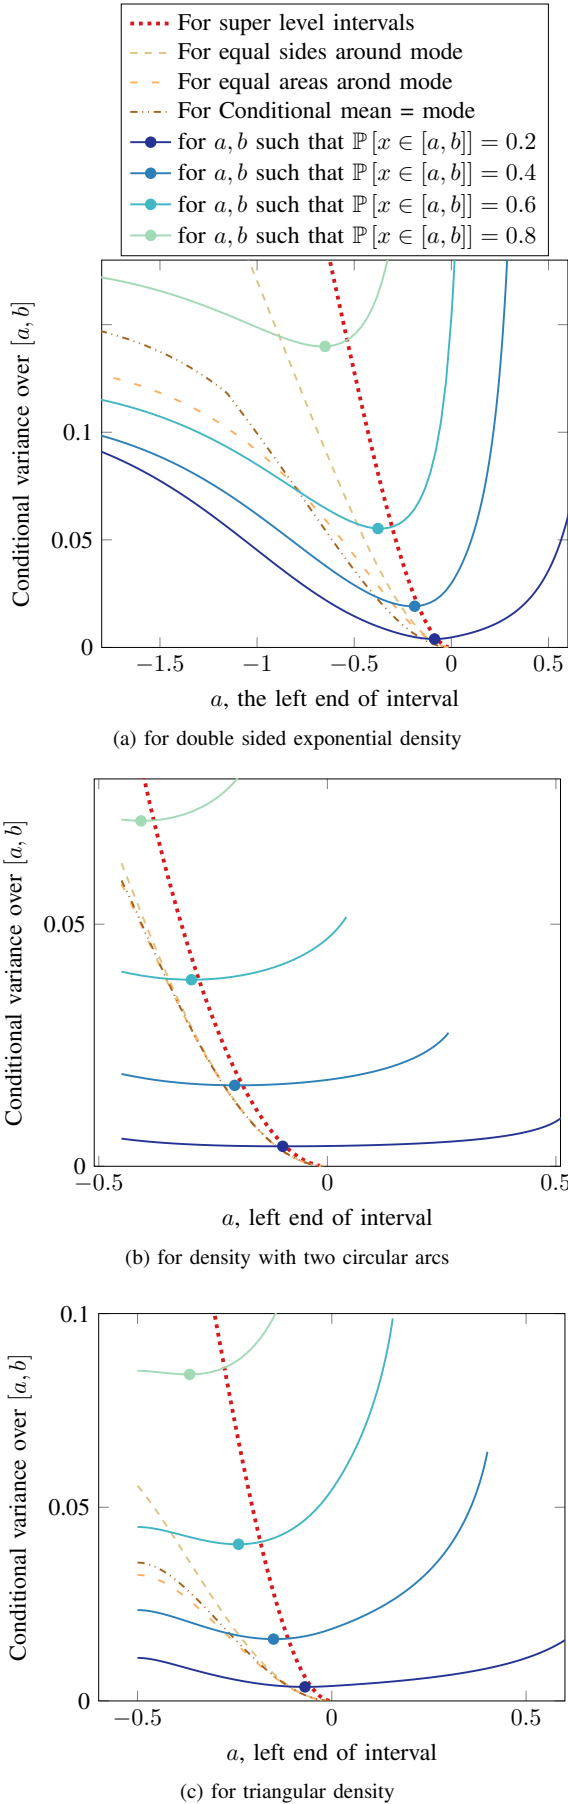 For super level intervals
For equal sides around mode
For equal areas arond mode
For Conditional mean = mode
for a, b such that ℙ [x ∈ [a, b]] = 0.2
for a, b such that ℙ [x ∈ [a, b]] = 0.4
for a, b such that ℙ [x ∈ [a, b]] = 0.6
for a, b such that ℙ [x ∈ [a, b]] = 0.8
Conditional variance over [a, b]
0.1
0.05
0
−1.5 −1 −0.5 0 0.5
a, the left end of interval
(a) for double sided exponential density
Conditional variance over [a, b]
0.05
0
−0.5 0 0.5
a, left end of interval
(b) for density with two circular arcs
Conditional variance over [a, b]
0.1
0.05
0
−0.5 0 0.5
a, left end of interval
(c) for triangular density